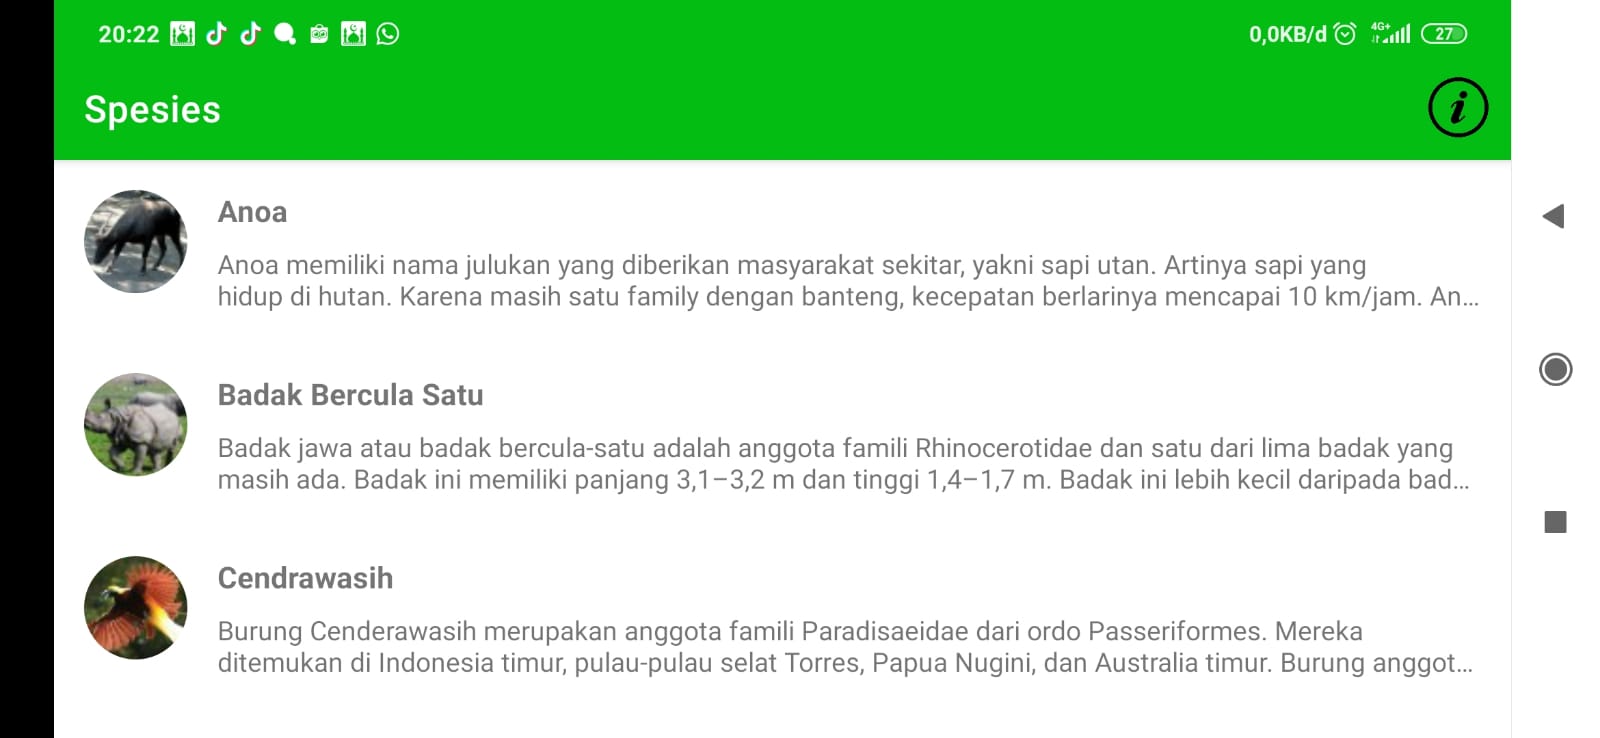 20:22
0,0KB/d
4G+
27
Spesies
i
Anoa
Anoa memiliki nama julukan yang diberikan masyarakat sekitar, yakni sapi utan. Artinya sapi yang
hidup di hutan. Karena masih satu family dengan banteng, kecepatan berlarinya mencapai 10 km/jam. An...
Badak Bercula Satu
Badak jawa atau badak bercula-satu adalah anggota famili Rhinocerotidae dan satu dari lima badak yang
masih ada. Badak ini memiliki panjang 3,1–3,2 m dan tinggi 1,4–1,7 m. Badak ini lebih kecil daripada bad...
Cendrawasih
Burung Cenderawasih merupakan anggota famili Paradisaeidae dari ordo Passeriformes. Mereka
ditemukan di Indonesia timur, pulau-pulau selat Torres, Papua Nugini, dan Australia timur. Burung anggot...